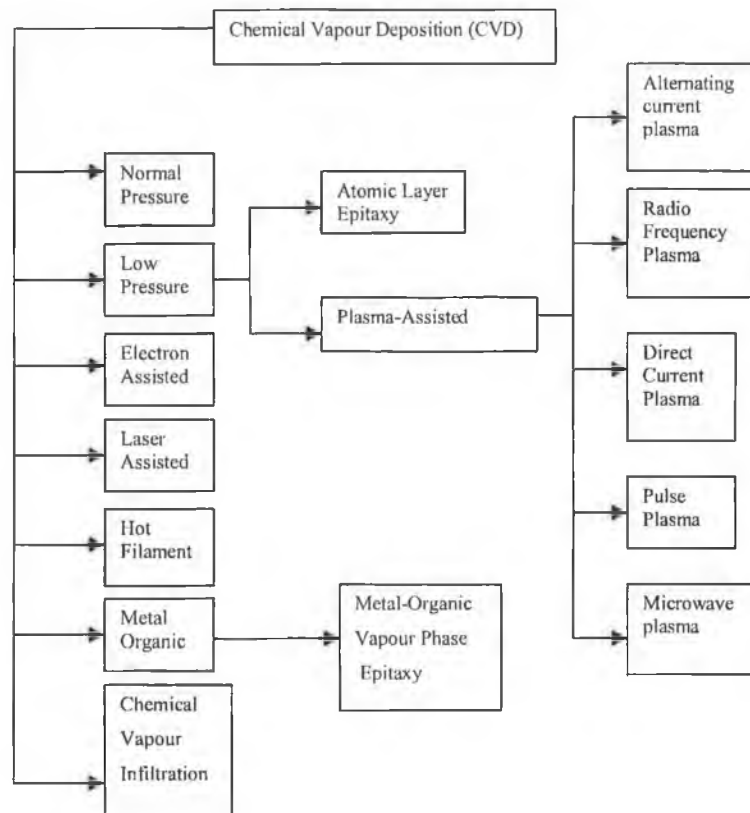 Chemical Vapour Deposition (CVD)
Alternating
current
plasma
Normal
Pressure
Atomic Layer
Epitaxy
Radio
Frequency
Plasma
Low
Pressure
Plasma-Assisted
Electron
Assisted
Direct
Current
Plasma
Laser
Assisted
Hot
Filament
Pulse
Plasma
Metal
Organic
Metal-Organic
Vapour Phase
Epitaxy
Microwave
plasma
Chemical
Vapour
Infiltration